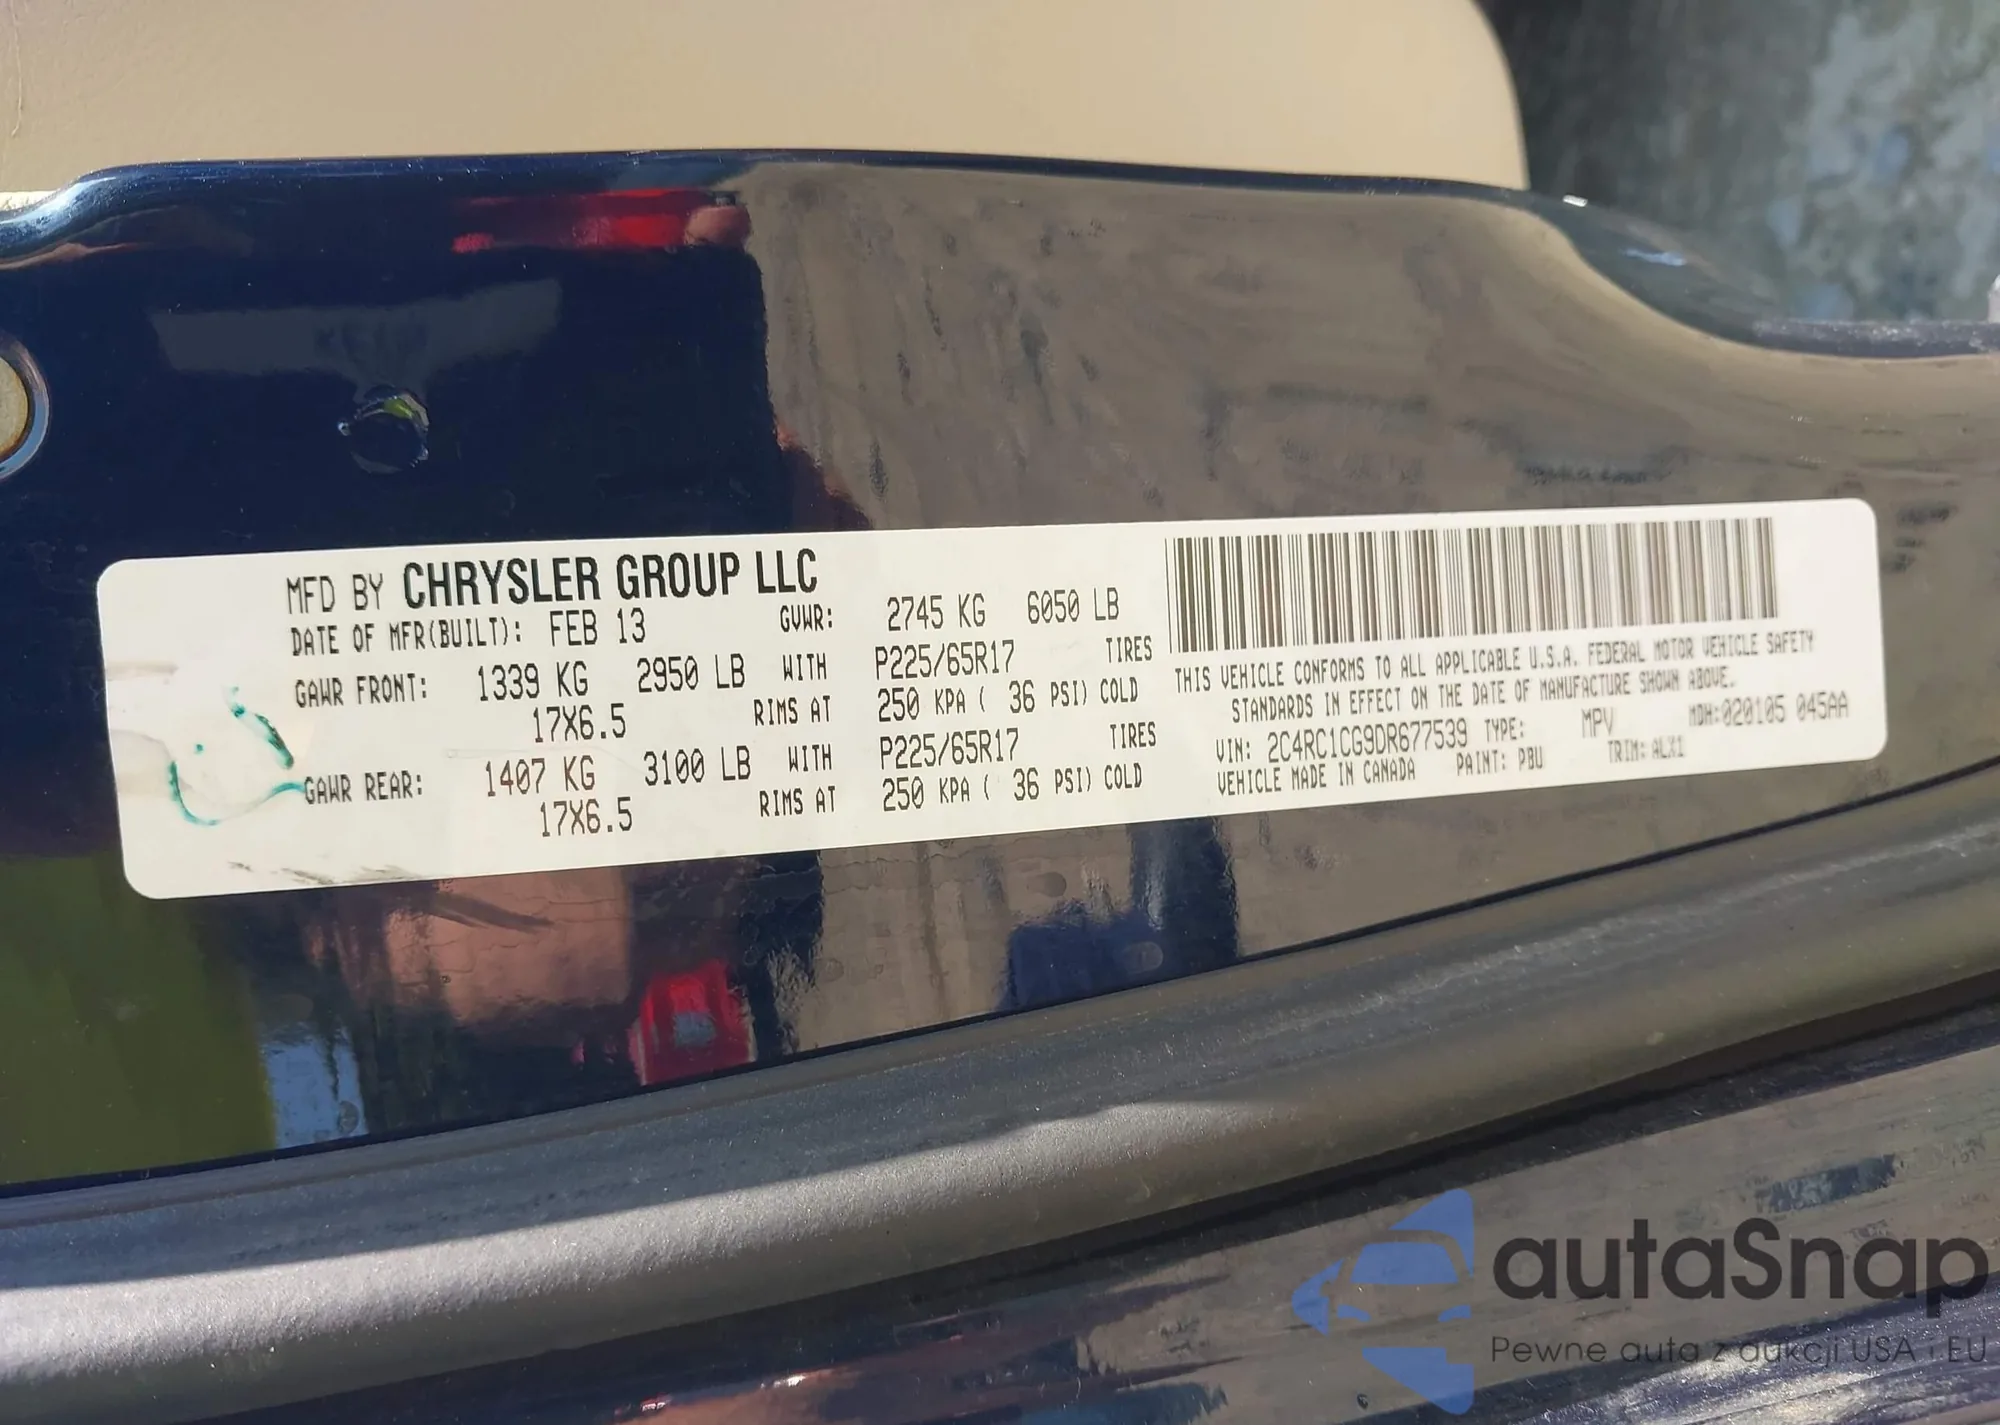 MFD BY CHRYSLER GROUP LLC
DATE OF MFR(BUILT): FEB 13 GVWR: 2745 KG 6050 LB
GAWR FRONT: 1339 KG 2950 LB WITH P225/65R17 TIRES
17X6.5 RIMS AT 250 KPA ( 36 PSI) COLD
GAWR REAR: 1407 KG 3100 LB WITH P225/65R17 TIRES
17X6.5 RIMS AT 250 KPA ( 36 PSI) COLD
THIS VEHICLE CONFORMS TO ALL APPLICABLE U.S.A. FEDERAL MOTOR VEHICLE SAFETY
STANDARDS IN EFFECT ON THE DATE OF MANUFACTURE SHOWN ABOVE.
VIN: 2C4RC1CG9DR677539 TYPE: MPV MDH:020105 045AA
VEHICLE MADE IN CANADA PAINT: PBU TRIM: ALX1
autaSnap
Pewne auta z aukcji USA i EU